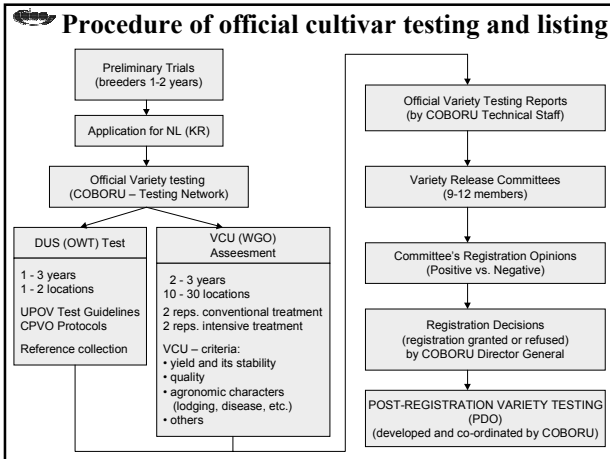 Procedure of official cultivar testing and listing
Preliminary Trials
(breeders 1-2 years)
Application for NL (KR)
Official Variety testing
(COBORU – Testing Network)
DUS (OWT) Test
1 - 3 years
1 - 2 locations
UPOV Test Guidelines
CPVO Protocols
Reference collection
VCU (WGO)
Asseesment
2 - 3 years
10 - 30 locations
2 reps. conventional treatment
2 reps. intensive treatment
VCU – criteria:
• yield and its stability
• quality
• agronomic characters
(lodging, disease, etc.)
• others
Official Variety Testing Reports
(by COBORU Technical Staff)
Variety Release Committees
(9-12 members)
Committee's Registration Opinions
(Positive vs. Negative)
Registration Decisions
(registration granted or refused)
by COBORU Director General
POST-REGISTRATION VARIETY TESTING
(PDO)
(developed and co-ordinated by COBORU)